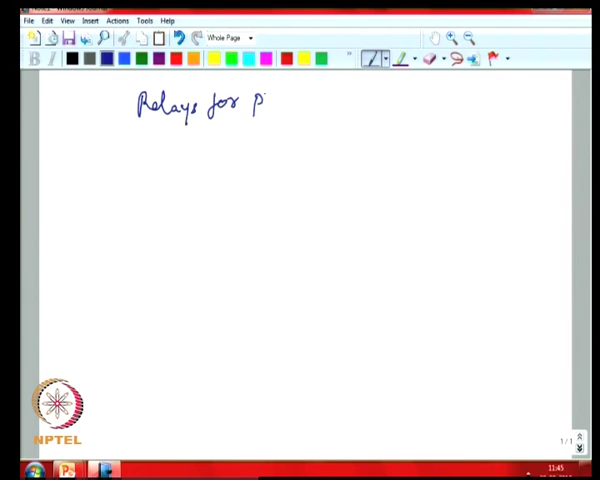 File Edit View Insert Actions Tools Help
Whole Page
B I
Relays for p
NPTEL
1/1
11:45